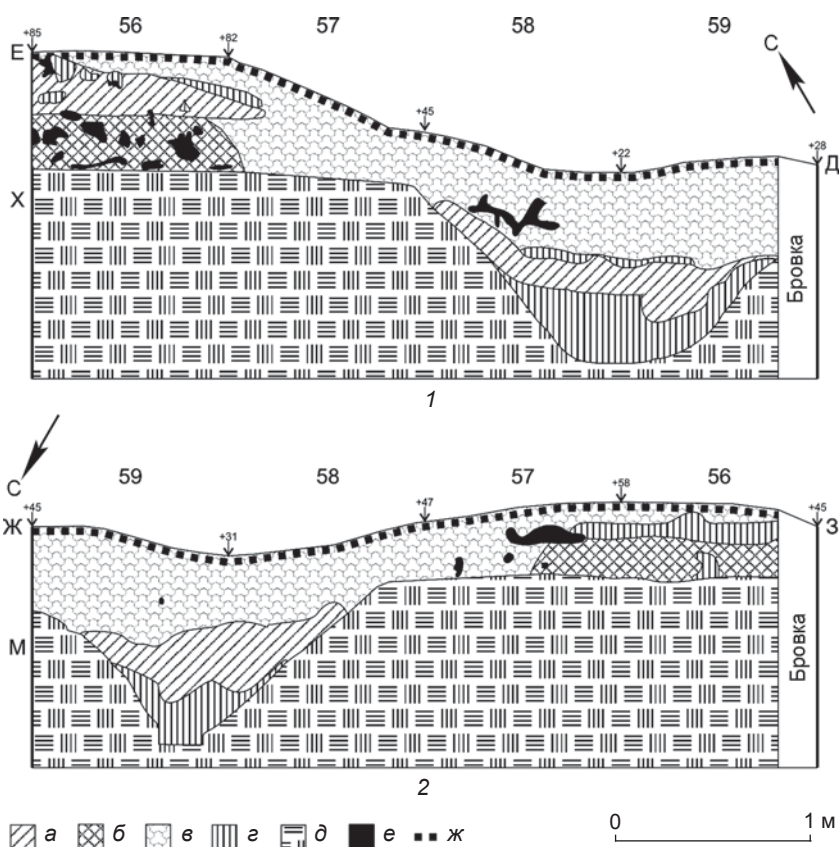 56 57 58 59
+85 +82 +45 +22 +28
Е С Д
Х
Бровка
1
С 59 58 57 56
+45 +31 +47 +58 +45
Ж З
М
Бровка
2
а б в г д е ж 0 1 м